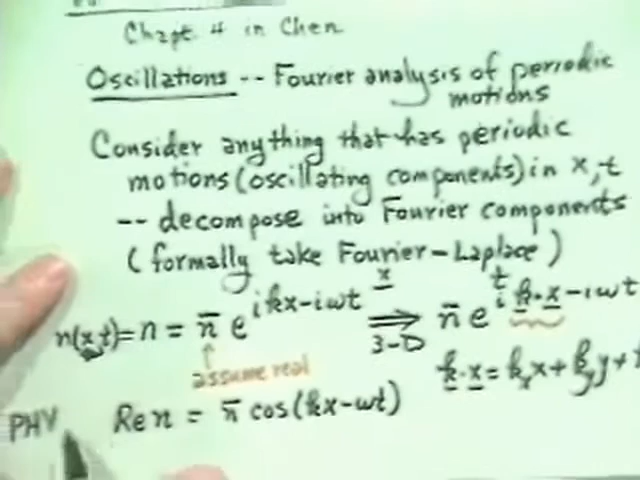 Chapt 4 in Chen
Oscillations -- Fourier analysis of periodic motions
Consider anything that has periodic
motions (oscillating components) in x, t
-- decompose into Fourier components
(formally take Fourier-Laplace)
x t
n(x,t) = n = n̄ e^{ikx-iωt} ⟹ 3-D n̄ e^{i k·x - iωt}
assume real
k·x = k_x x + k_y y +
Re n = n̄ cos(kx-ωt)
PHY